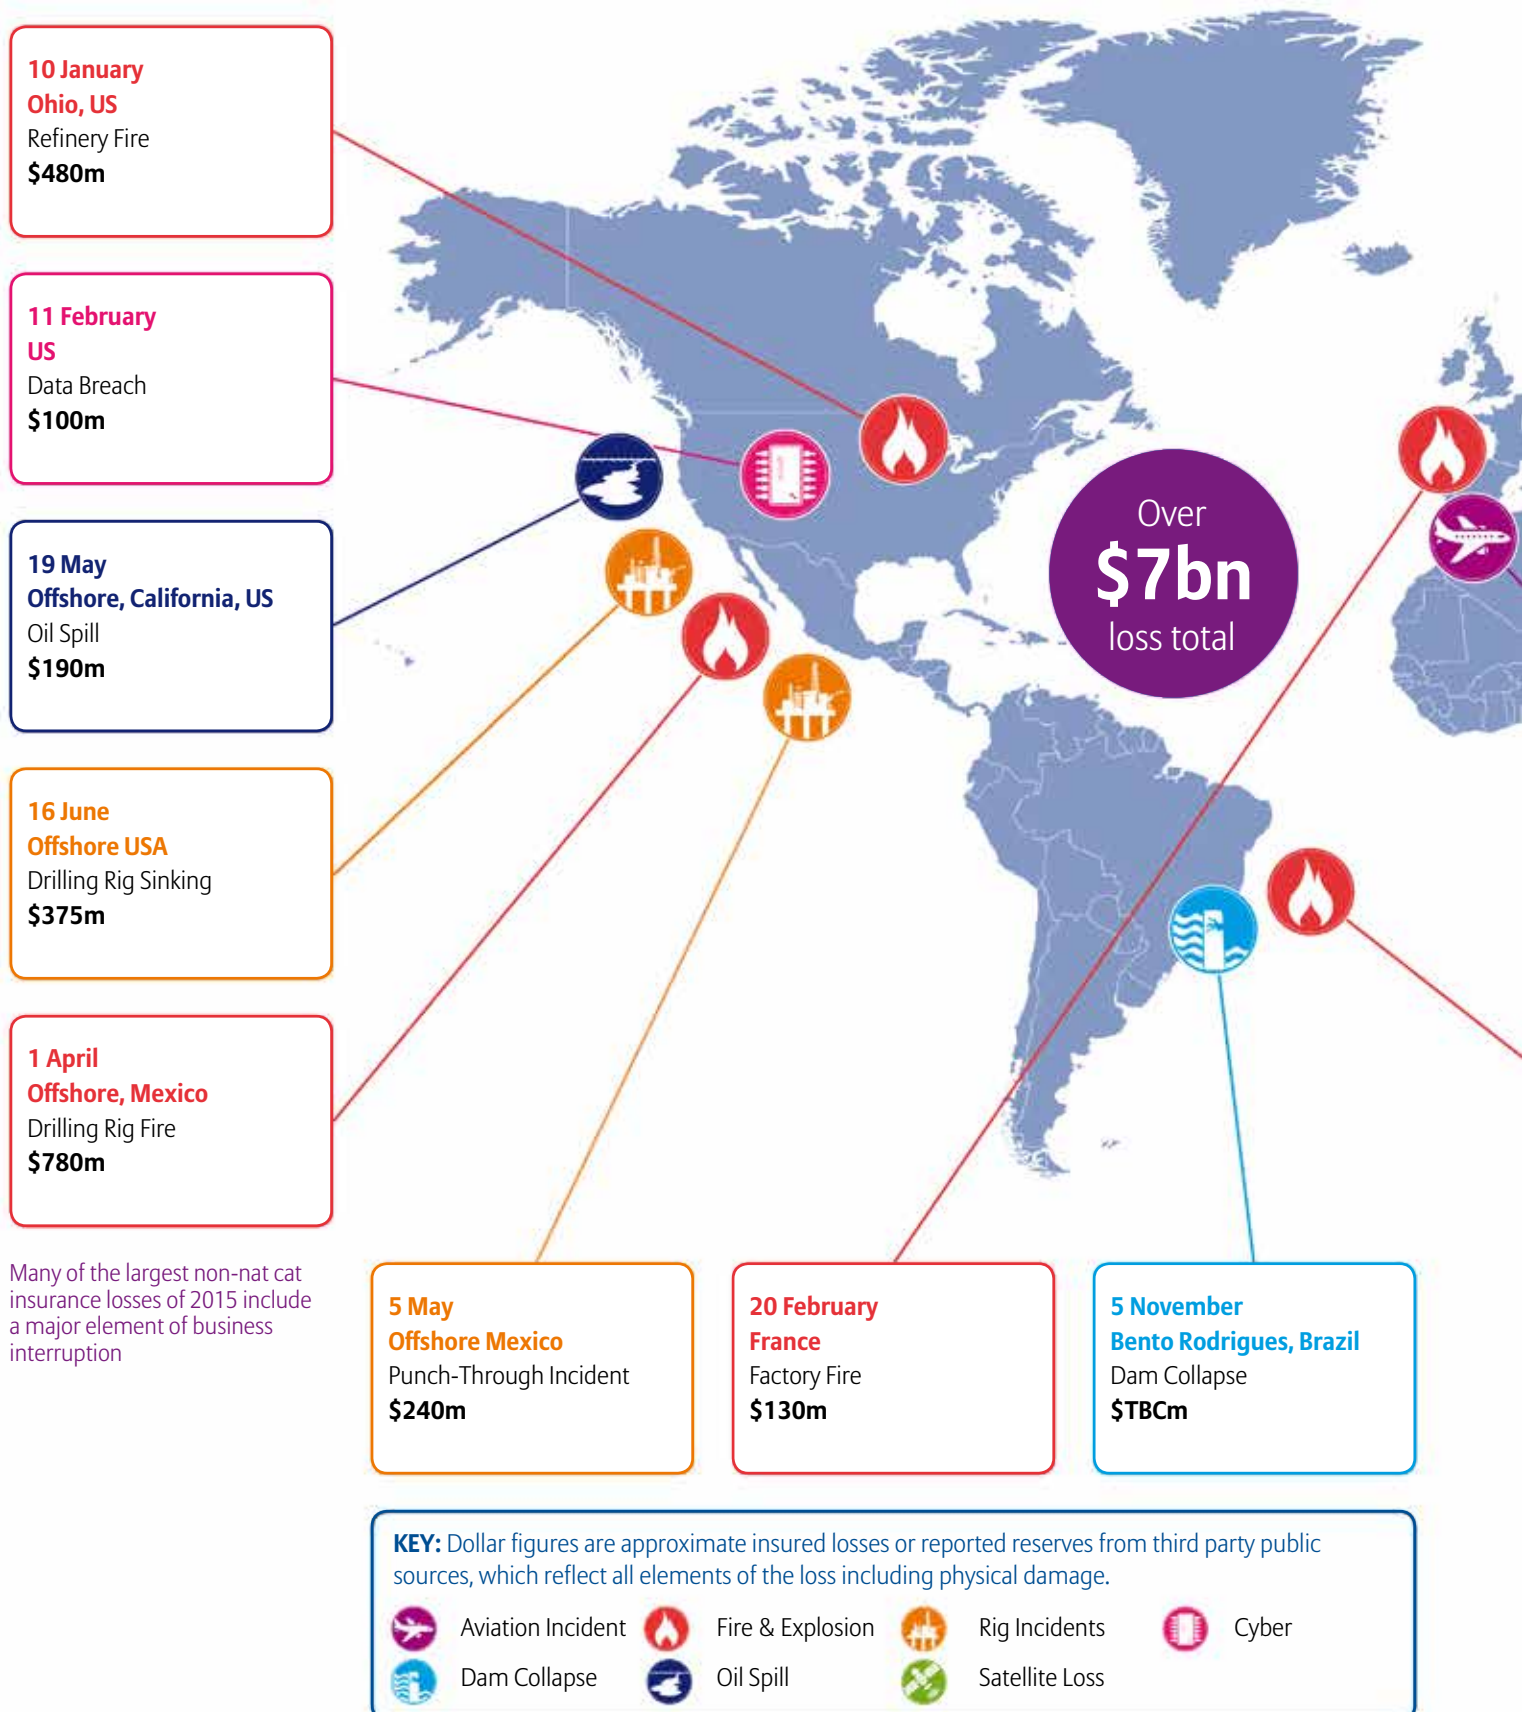 10 January
Ohio, US
Refinery Fire
$480m
11 February
US
Data Breach
$100m
19 May
Offshore, California, US
Oil Spill
$190m
16 June
Offshore USA
Drilling Rig Sinking
$375m
1 April
Offshore, Mexico
Drilling Rig Fire
$780m
Over
$7bn
loss total
Many of the largest non-nat cat
insurance losses of 2015 include
a major element of business
interruption
5 May
Offshore Mexico
Punch-Through Incident
$240m
20 February
France
Factory Fire
$130m
5 November
Bento Rodrigues, Brazil
Dam Collapse
$TBCm
KEY: Dollar figures are approximate insured losses or reported reserves from third party public
sources, which reflect all elements of the loss including physical damage.
Aviation Incident
Fire & Explosion
Rig Incidents
Cyber
Dam Collapse
Oil Spill
Satellite Loss